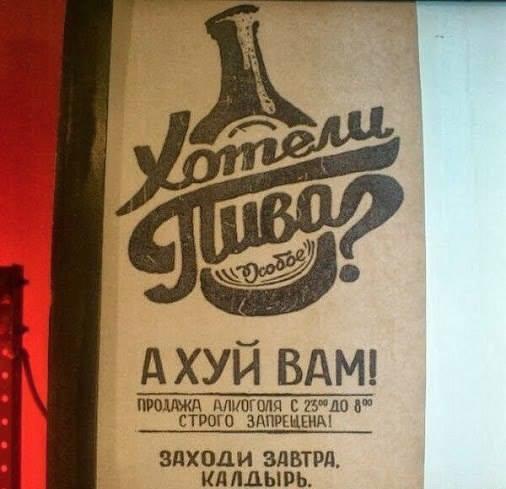 Хотели
Пива?
Особое
А ХУЙ ВАМ!
ПРОДАЖА АЛКОГОЛЯ С 23⁰⁰ ДО 8⁰⁰
СТРОГО ЗАПРЕЩЕНА!
ЗАХОДИ ЗАВТРА,
КАЛДЫРЬ.